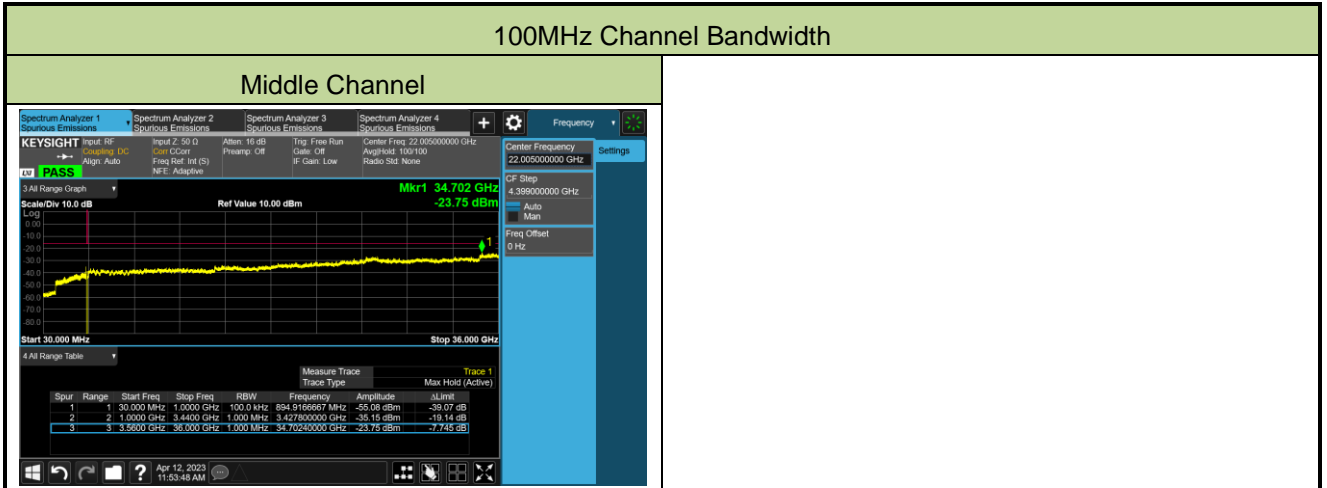 100MHz Channel Bandwidth
Middle Channel
Spectrum Analyzer 1
Spurious Emissions
Spectrum Analyzer 2
Spurious Emissions
Spectrum Analyzer 3
Spurious Emissions
Spectrum Analyzer 4
Spurious Emissions
+
Frequency
KEYSIGHT
Input: RF
Coupling: DC
Align: Auto
Input Z: 50 Ω
Corr CCorr
Freq Ref: Int (S)
NFE: Adaptive
Atten: 16 dB
Preamp: Off
Trig: Free Run
Gate: Off
IF Gain: Low
Center Freq: 22.005000000 GHz
Avg|Hold: 100/100
Radio Std: None
LXI PASS
Center Frequency
22.005000000 GHz
Settings
CF Step
4.399000000 GHz
Auto
Man
Freq Offset
0 Hz
3 All Range Graph
Mkr1 34.702 GHz
Scale/Div 10.0 dB Ref Value 10.00 dBm -23.75 dBm
Log
0.00
-10.0
1
-20.0
-30.0
-40.0
-50.0
-60.0
-70.0
-80.0
Start 30.000 MHz Stop 36.000 GHz
4 All Range Table
Measure Trace Trace 1
Trace Type Max Hold (Active)
Spur Range Start Freq Stop Freq RBW Frequency Amplitude ΔLimit
1 1 30.000 MHz 1.0000 GHz 100.0 kHz 894.9166667 MHz -55.08 dBm -39.07 dB
2 2 1.0000 GHz 3.4400 GHz 1.000 MHz 3.427800000 GHz -35.15 dBm -19.14 dB
3 3 3.5600 GHz 36.000 GHz 1.000 MHz 34.70240000 GHz -23.75 dBm -7.745 dB
?
Apr 12, 2023
11:53:48 AM